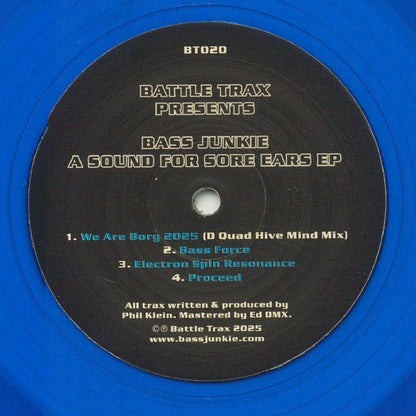 BT020
BATTLE TRAX
PRESENTS
BASS JUNKIE
A SOUND FOR SORE EARS EP
1. We Are Borg 2025 (D Quad Hive Mind Mix)
2. Bass Force
3. Electron Spin Resonance
4. Proceed
All trax written & produced by
Phil Klein. Mastered by Ed DMX.
©℗ Battle Trax 2025
www.bassjunkie.com